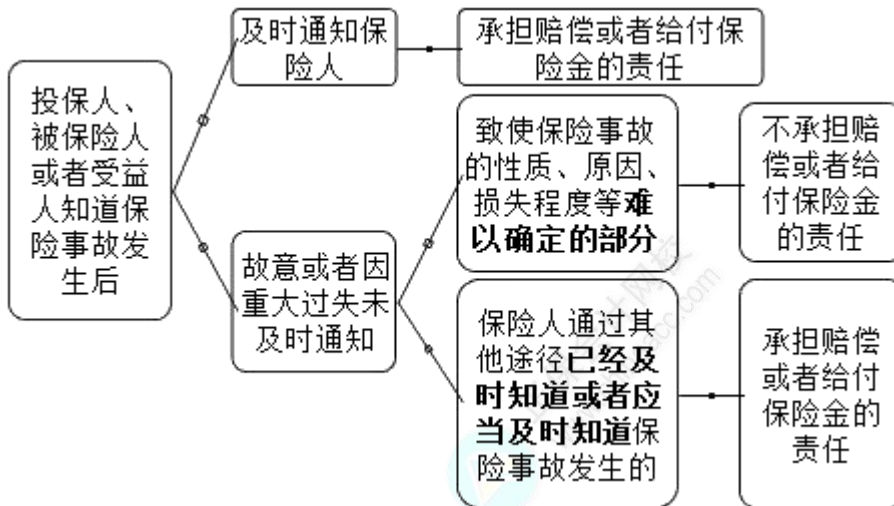 投保人、
被保险人
或者受益
人知道保
险事故发
生后
及时通知保
险人
承担赔偿或者给付保
险金的责任
故意或者因
重大过失未
及时通知
致使保险事故
的性质、原因、
损失程度等难
以确定的部分
不承担赔
偿或者给
付保险金
的责任
保险人通过其
他途径已经及
时知道或者应
当及时知道保
险事故发生的
承担赔偿
或者给付
保险金的
责任